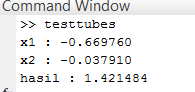 Command Window
>> testtubes
x1 : -0.669760
x2 : -0.037910
hasil : 1.421484